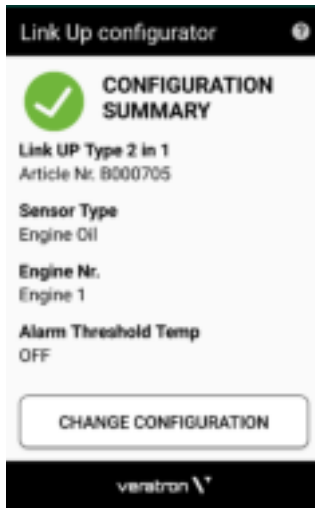 Link Up configurator
CONFIGURATION
SUMMARY
Link UP Type 2 in 1
Article Nr. B000705
Sensor Type
Engine Oil
Engine Nr.
Engine 1
Alarm Threshold Temp
OFF
CHANGE CONFIGURATION
veratron